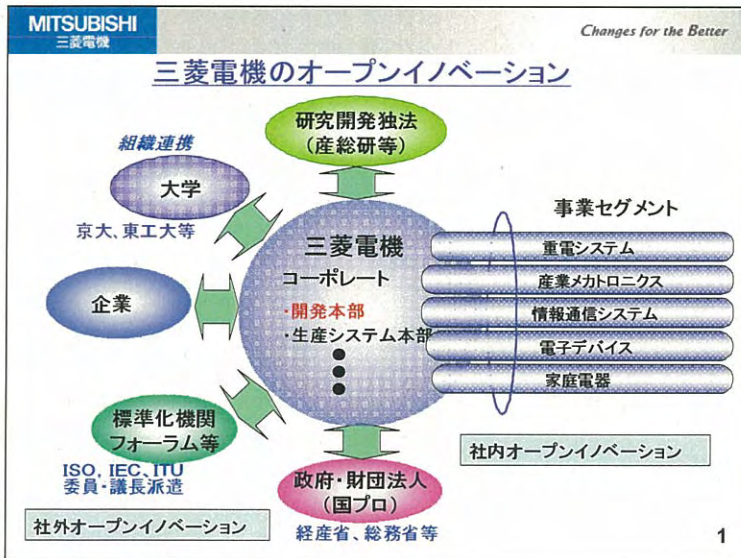 MITSUBISHI
三菱電機
Changes for the Better
三菱電機のオープンイノベーション
研究開発独法
(産総研等)
組織連携
大学
京大、東工大等
企業
標準化機関
フォーラム等
ISO, IEC、ITU
委員・議長派遣
社外オープンイノベーション
政府・財団法人
(国プロ)
経産省、総務省等
三菱電機
コーポレート
・開発本部
・生産システム本部
事業セグメント
重電システム
産業メカトロニクス
情報通信システム
電子デバイス
家庭電器
社内オープンイノベーション
1